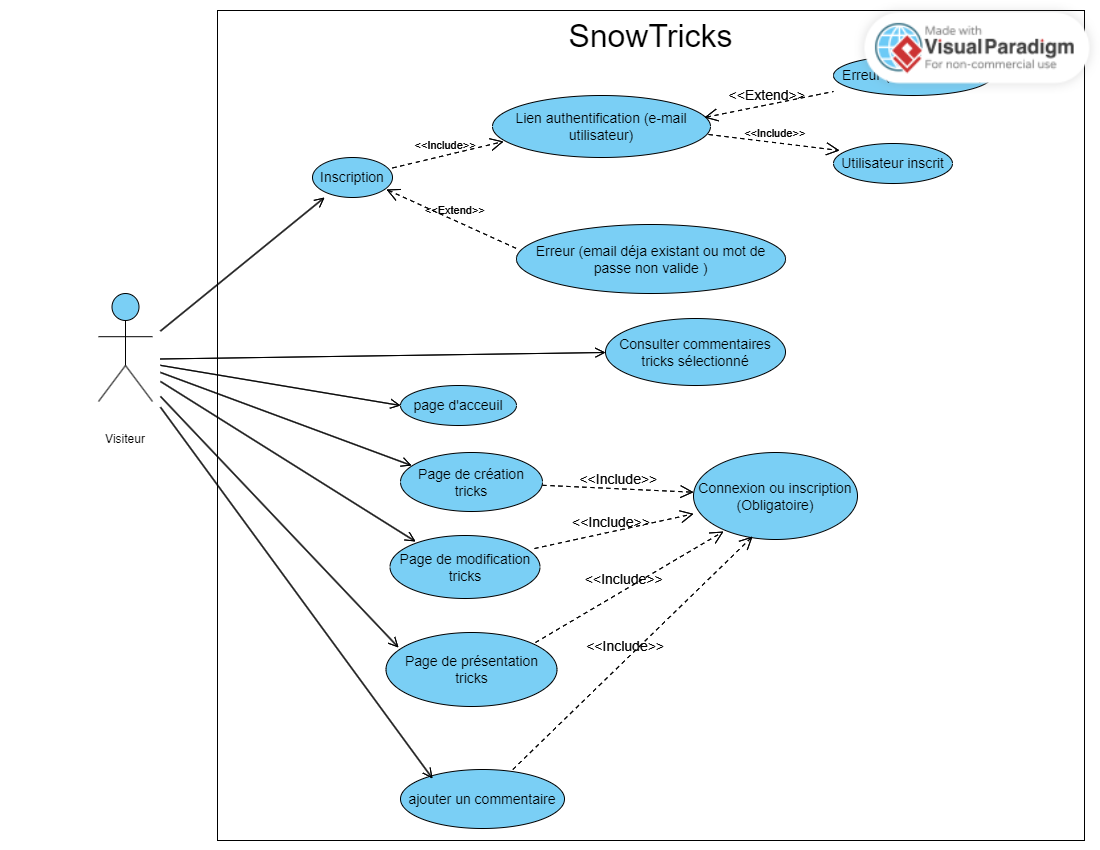 SnowTricks
Made with
Visual Paradigm
For non-commercial use
Erreur
<<Extend>>
Lien authentification (e-mail
utilisateur)
<<Include>>
<<Include>>
Utilisateur inscrit
Inscription
<<Extend>>
Erreur (email déja existant ou mot de
passe non valide )
Consulter commentaires
tricks sélectionné
page d'acceuil
Visiteur
Page de création
tricks
<<Include>>
Connexion ou inscription
(Obligatoire)
<<Include>>
Page de modification
tricks
<<Include>>
<<Include>>
Page de présentation
tricks
ajouter un commentaire